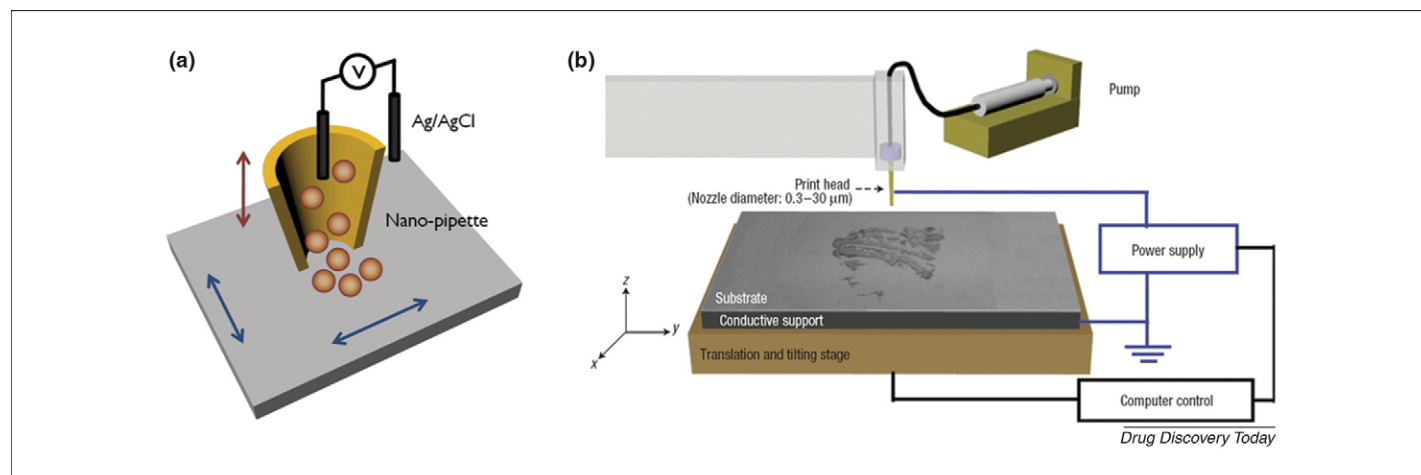 (a)
V
Ag/AgCl
Nano-pipette
(b)
Pump
Print head
(Nozzle diameter: 0.3–30 μm)
Power supply
Substrate
Conductive support
Translation and tilting stage
z
y
x
Computer control
Drug Discovery Today